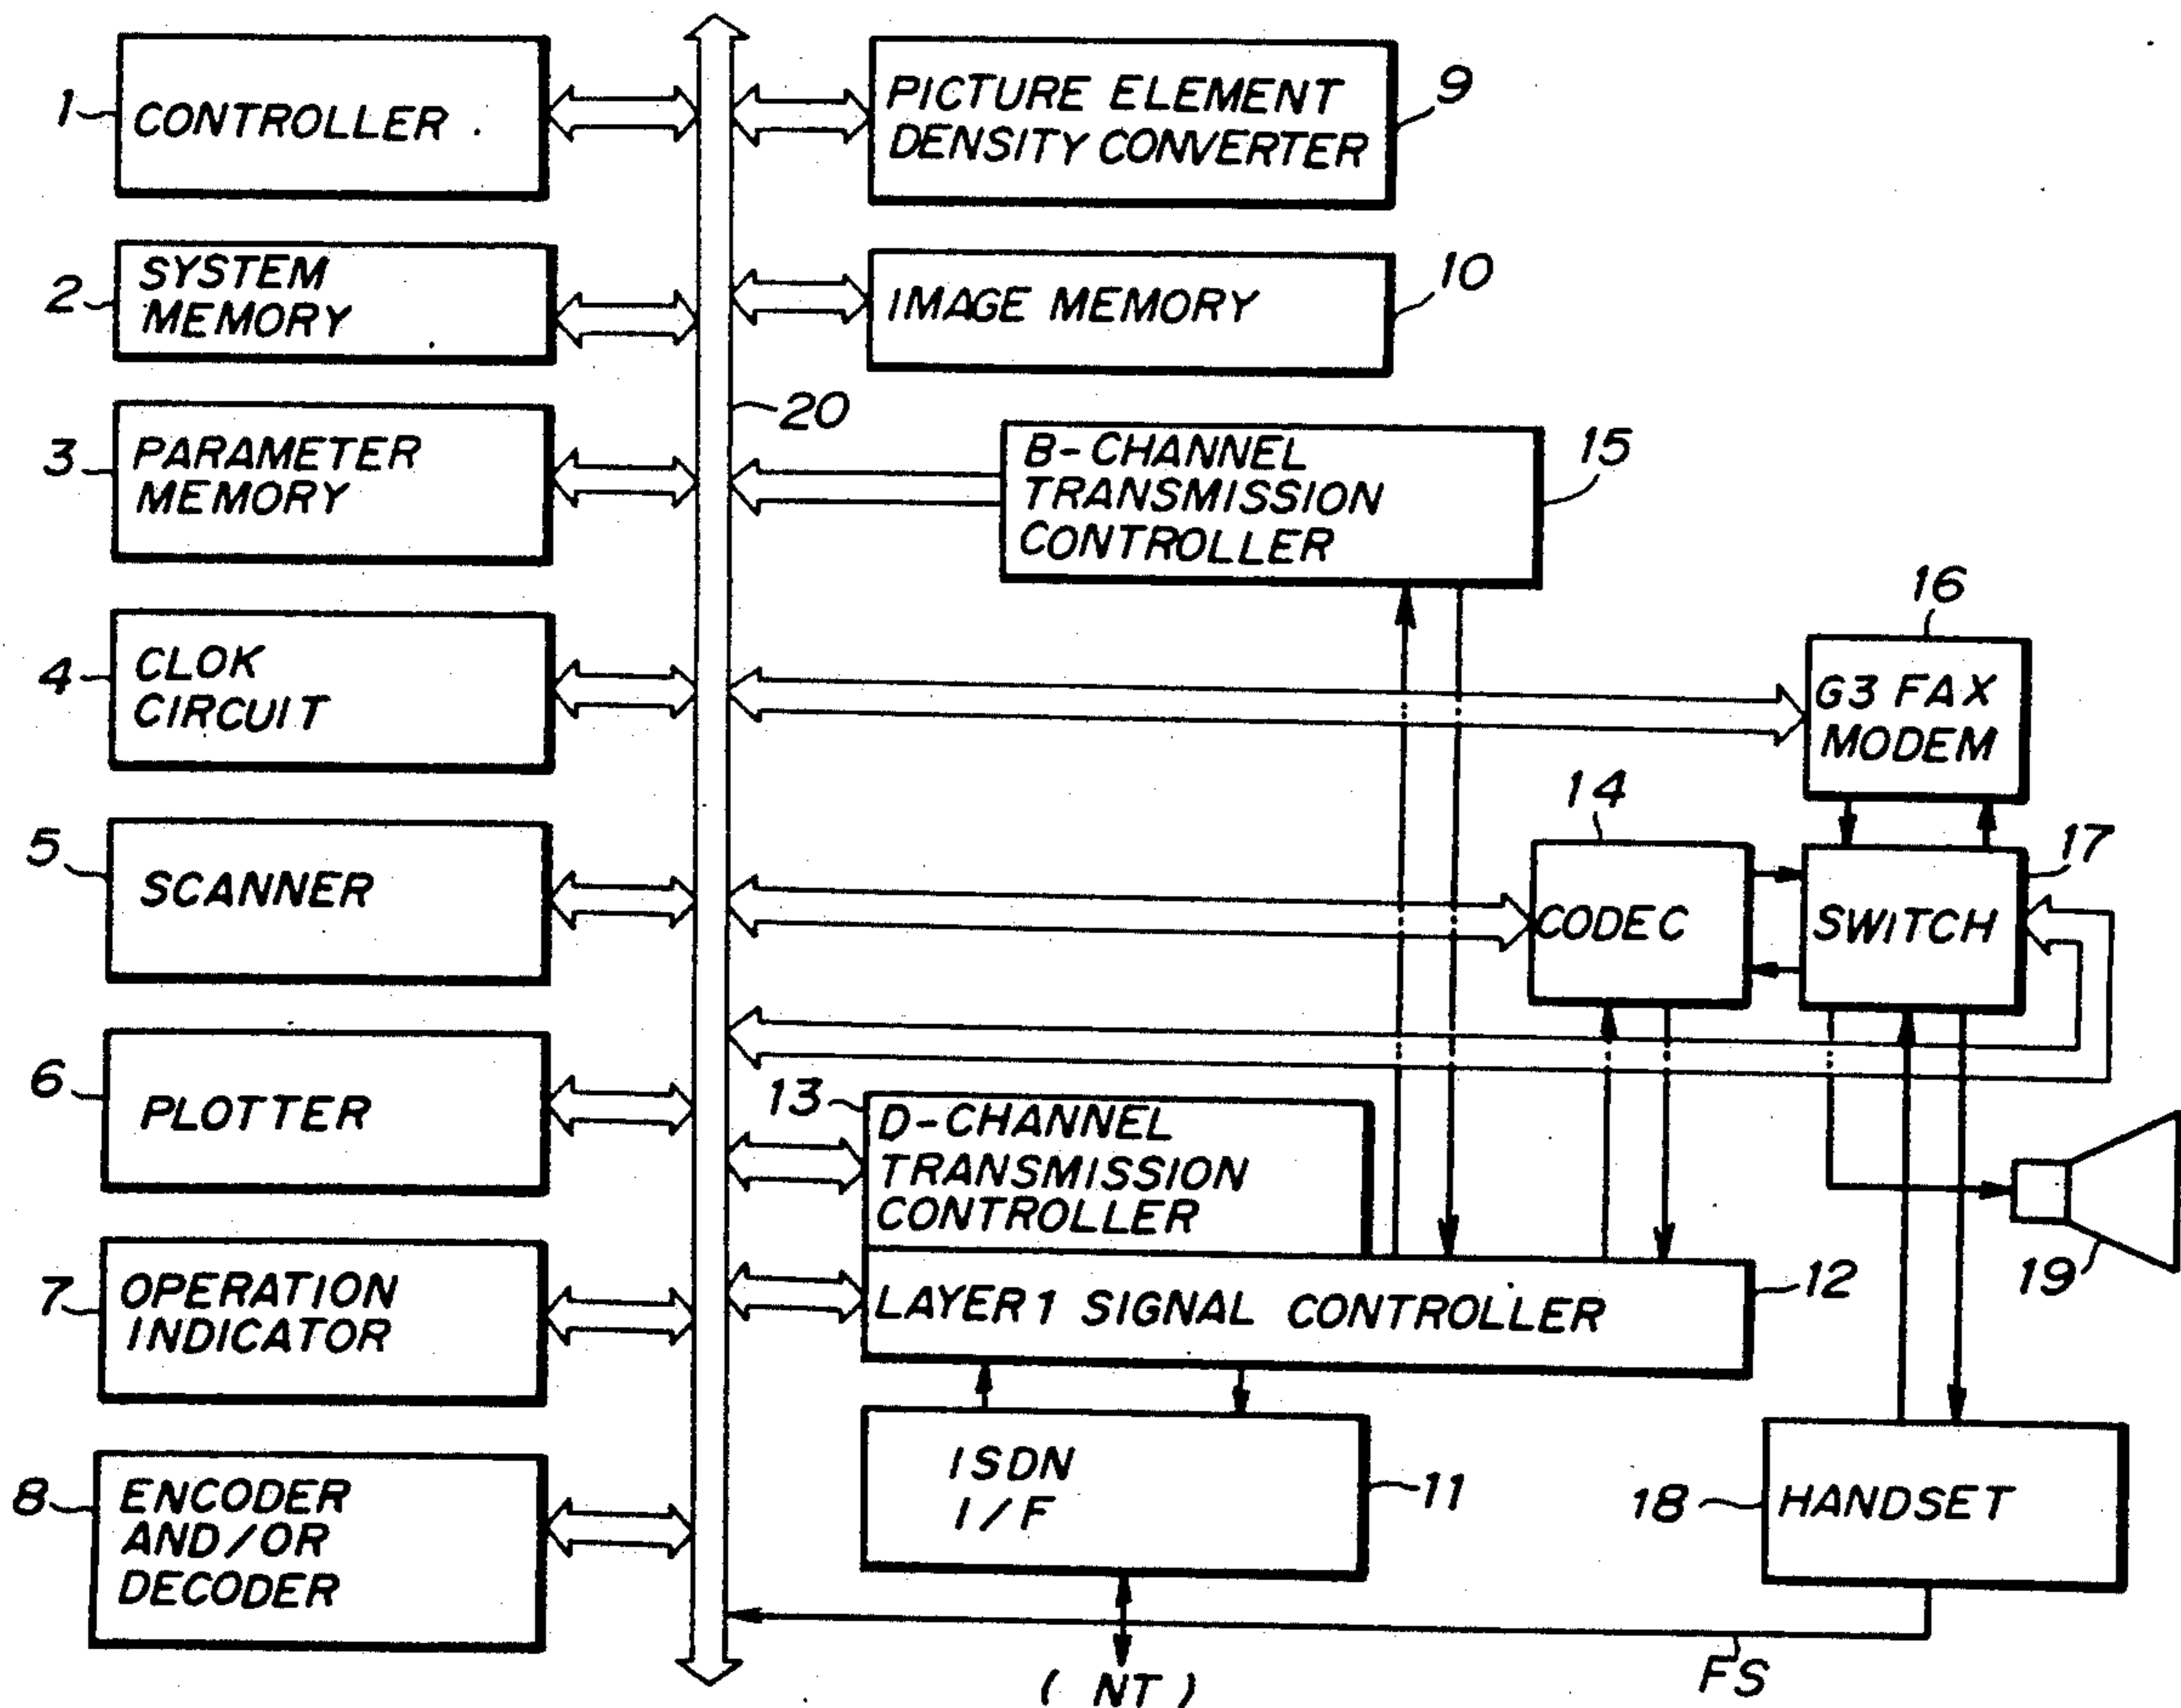 1
CONTROLLER
2
SYSTEM
MEMORY
3
PARAMETER
MEMORY
4
CLOK
CIRCUIT
5
SCANNER
6
PLOTTER
7
OPERATION
INDICATOR
8
ENCODER
AND/OR
DECODER
20
PICTURE ELEMENT
DENSITY CONVERTER
9
IMAGE MEMORY
10
B-CHANNEL
TRANSMISSION
CONTROLLER
15
16
G3 FAX
MODEM
14
CODEC
17
SWITCH
13
D-CHANNEL
TRANSMISSION
CONTROLLER
LAYER 1 SIGNAL CONTROLLER
12
19
ISDN
I/F
11
18
HANDSET
FS
(NT)